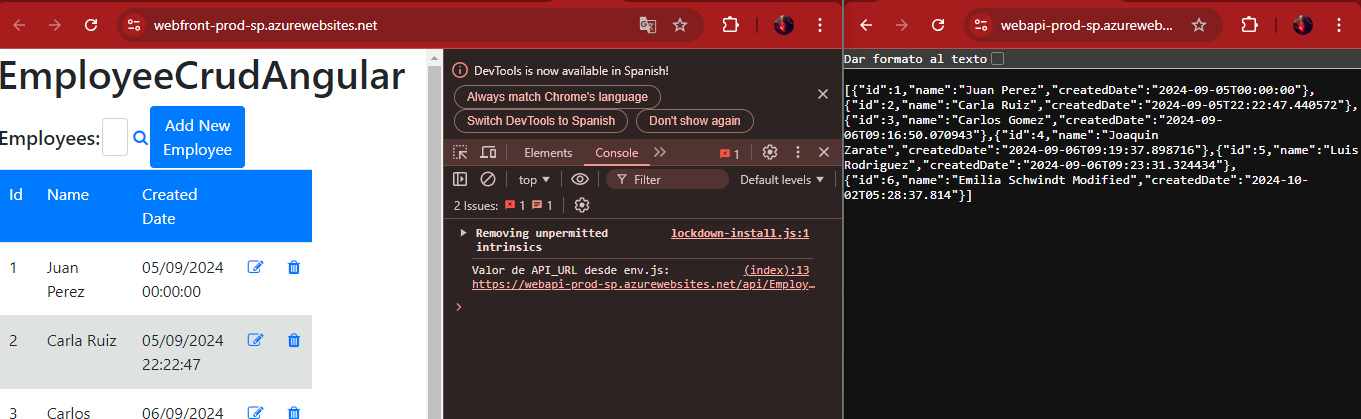 webfront-prod-sp.azurewebsites.net
EmployeeCrudAngular
Employees:
Add New
Employee
Id Name Created
Date
1 Juan
Perez 05/09/2024
00:00:00
2 Carla Ruiz 05/09/2024
22:22:47
3 Carlos 06/09/2024
DevTools is now available in Spanish!
Always match Chrome's language
Switch DevTools to Spanish Don't show again
Elements Console 1
top Filter Default levels
2 Issues: 1 1
Removing unpermitted
intrinsics lockdown-install.js:1
Valor de API_URL desde env.js: (index):13
https://webapi-prod-sp.azurewebsites.net/api/Employ…
webapi-prod-sp.azureweb...
Dar formato al texto
[{"id":1,"name":"Juan Perez","createdDate":"2024-09-05T00:00:00"},
{"id":2,"name":"Carla Ruiz","createdDate":"2024-09-05T22:22:47.440572"},
{"id":3,"name":"Carlos Gomez","createdDate":"2024-09-
06T09:16:50.070943"},{"id":4,"name":"Joaquin
Zarate","createdDate":"2024-09-06T09:19:37.898716"},{"id":5,"name":"Luis
Rodriguez","createdDate":"2024-09-06T09:23:31.324434"},
{"id":6,"name":"Emilia Schwindt Modified","createdDate":"2024-10-
02T05:28:37.814"}]